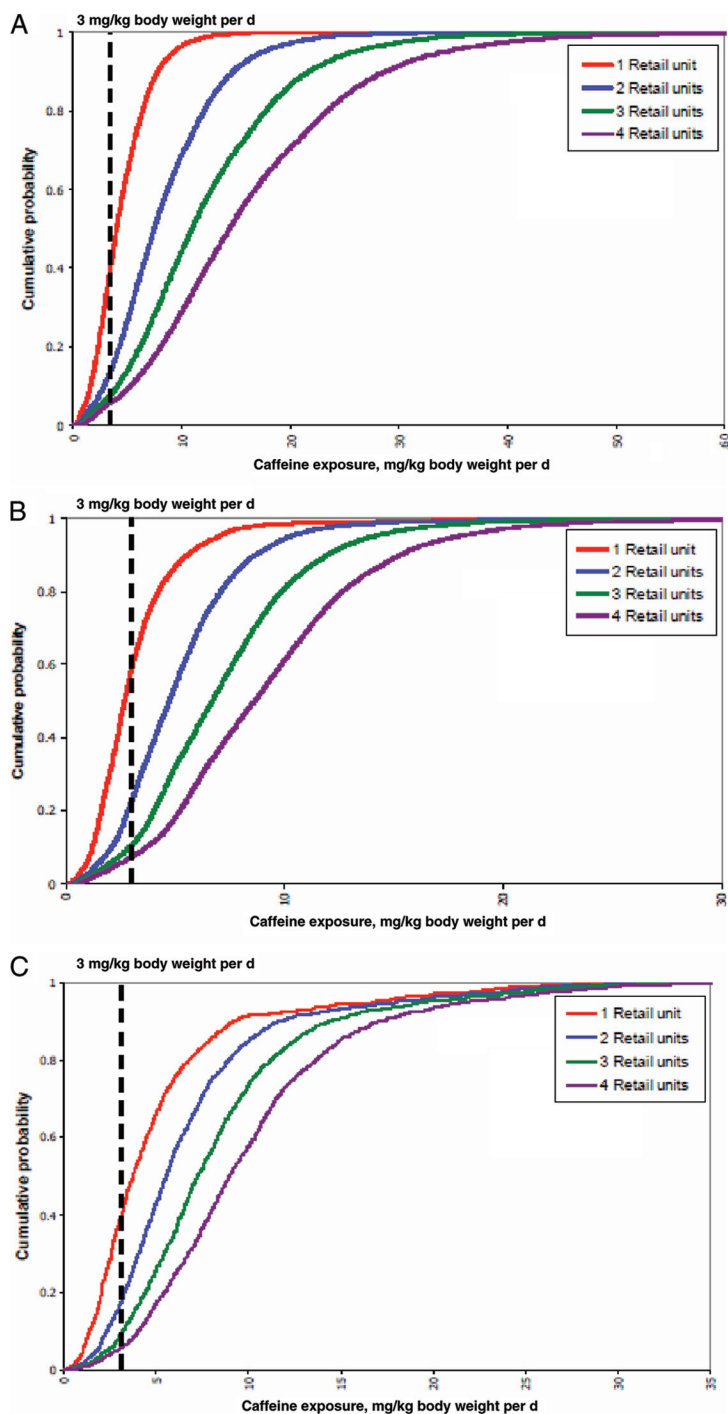 A
3 mg/kg body weight per d
1
0.8
0.6
0.4
0.2
0
Cumulative probability
1 Retail unit
2 Retail units
3 Retail units
4 Retail units
0
10
20
30
40
50
60
Caffeine exposure, mg/kg body weight per d
B
3 mg/kg body weight per d
1
0.8
0.6
0.4
0.2
0
Cumulative probability
1 Retail unit
2 Retail units
3 Retail units
4 Retail units
0
10
20
30
Caffeine exposure, mg/kg body weight per d
C
3 mg/kg body weight per d
1
0.8
0.6
0.4
0.2
0
Cumulative probability
1 Retail unit
2 Retail units
3 Retail units
4 Retail units
0
5
10
15
20
25
30
35
Caffeine exposure, mg/kg body weight per d